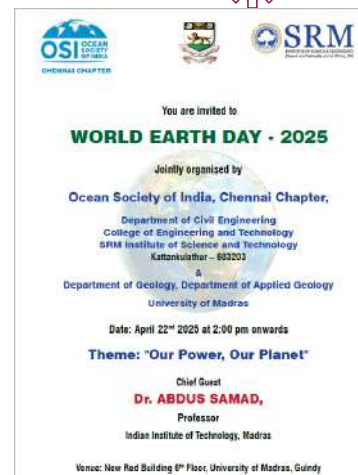 OSI OCEAN SOCIETY OF INDIA
CHENNAI CHAPTER
SRM
You are invited to
WORLD EARTH DAY - 2025
Jointly organised by
Ocean Society of India, Chennai Chapter,
Department of Civil Engineering
College of Engineering and Technology
SRM Institute of Science and Technology
Kattankulathur – 603203
&
Department of Geology, Department of Applied Geology
University of Madras
Date: April 22nd 2025 at 2:00 pm onwards
Theme: "Our Power, Our Planet"
Chief Guest
Dr. ABDUS SAMAD,
Professor
Indian Institute of Technology, Madras
Venue: New Red Building 6th Floor, University of Madras, Guindy